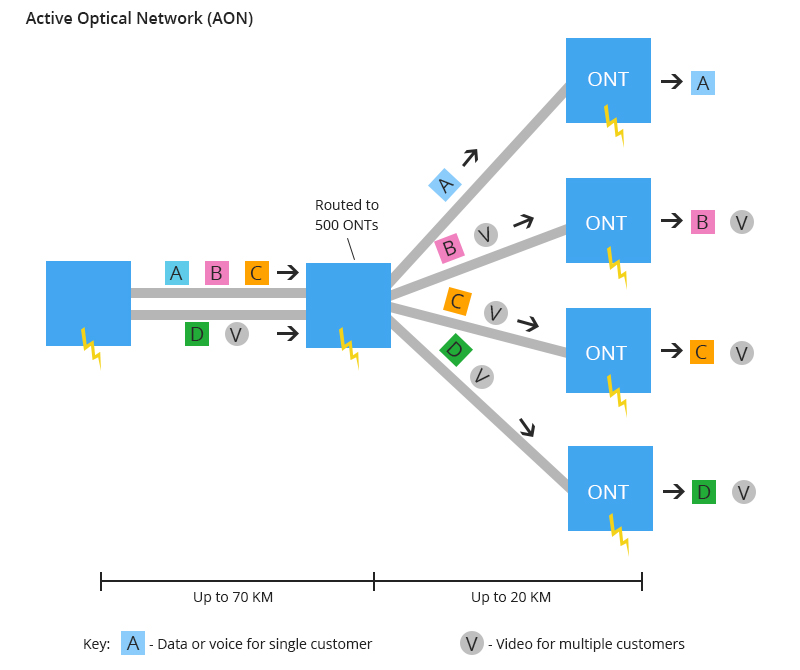 Active Optical Network (AON)
ONT
A
A
Routed to
500 ONTs
ONT
B V
B V
A B C
D V
C V
ONT
C V
D
V
ONT
D V
Up to 70 KM
Up to 20 KM
Key: A - Data or voice for single customer
V - Video for multiple customers